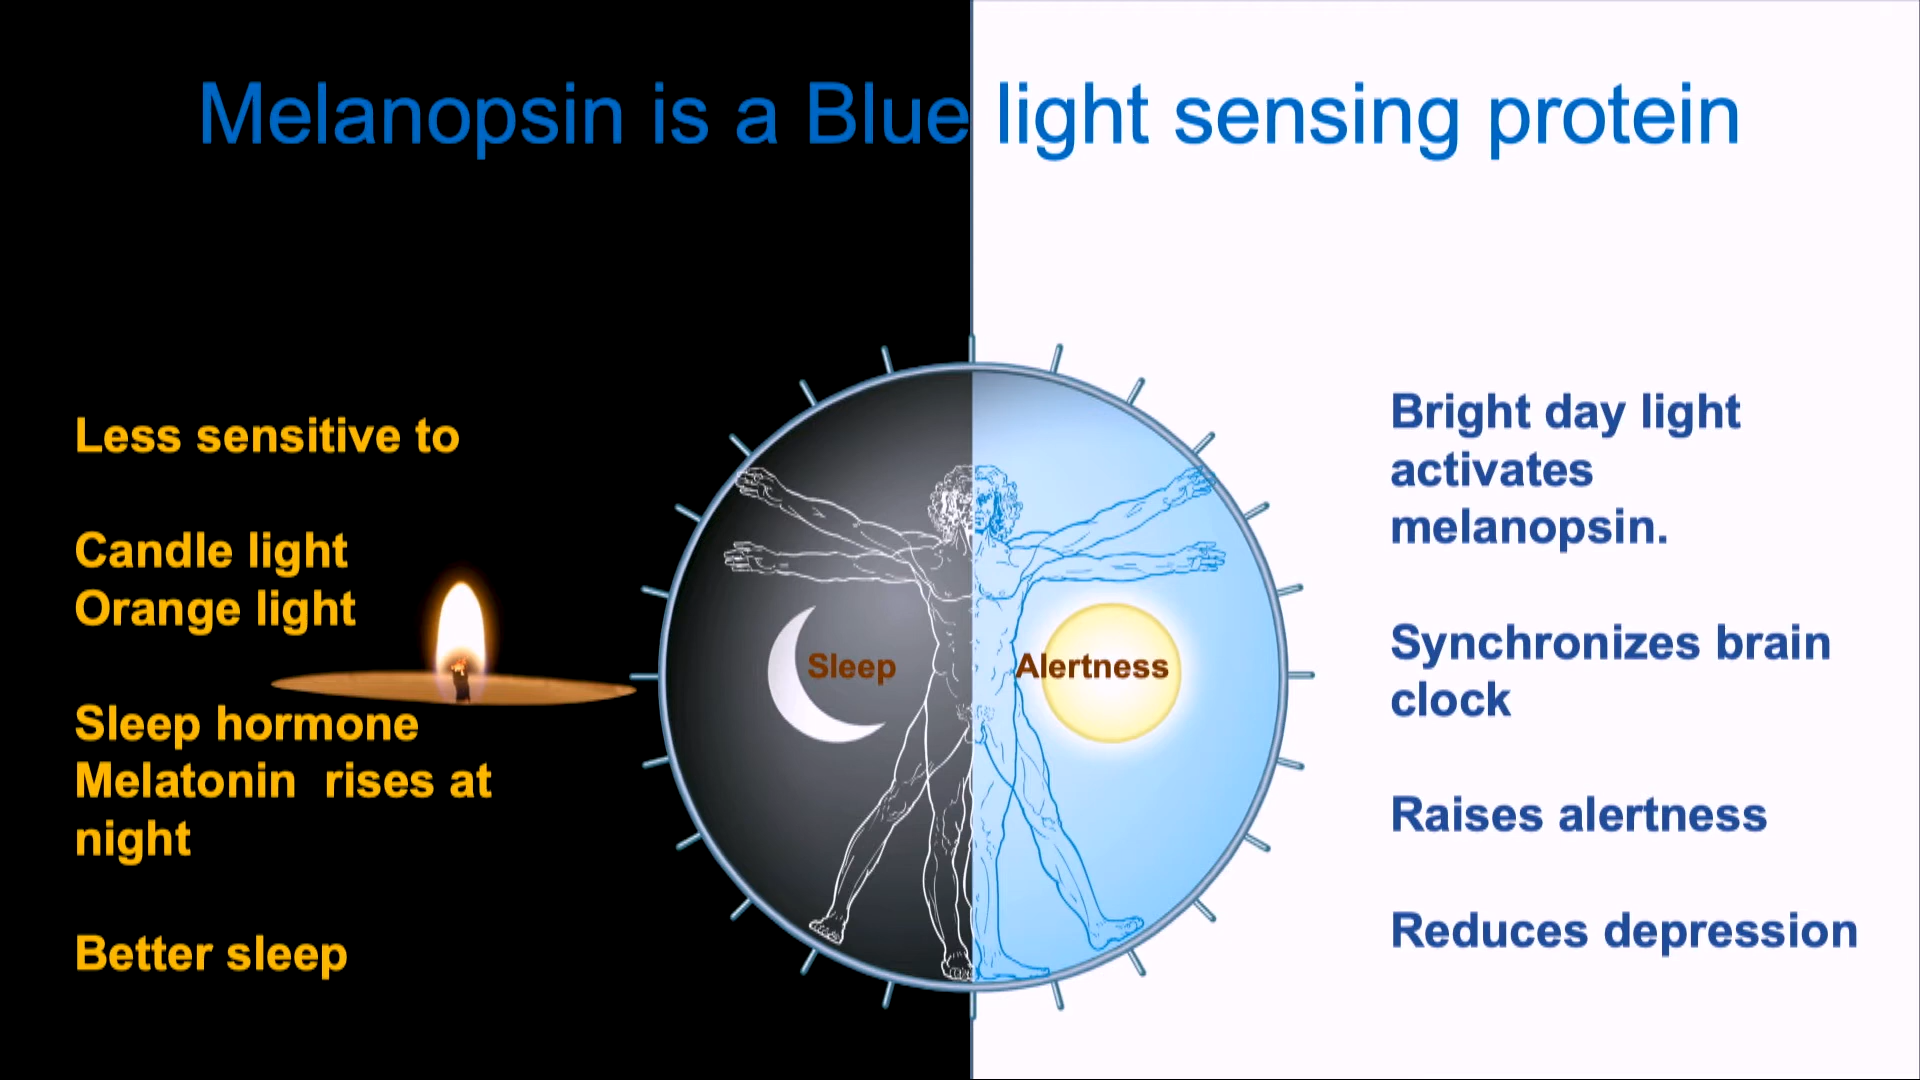 Melanopsin is a Blue light sensing protein
Less sensitive to
Candle light
Orange light
Sleep hormone
Melatonin  rises at
night
Better sleep
Sleep
Alertness
Bright day light
activates
melanopsin.
Synchronizes brain
clock
Raises alertness
Reduces depression